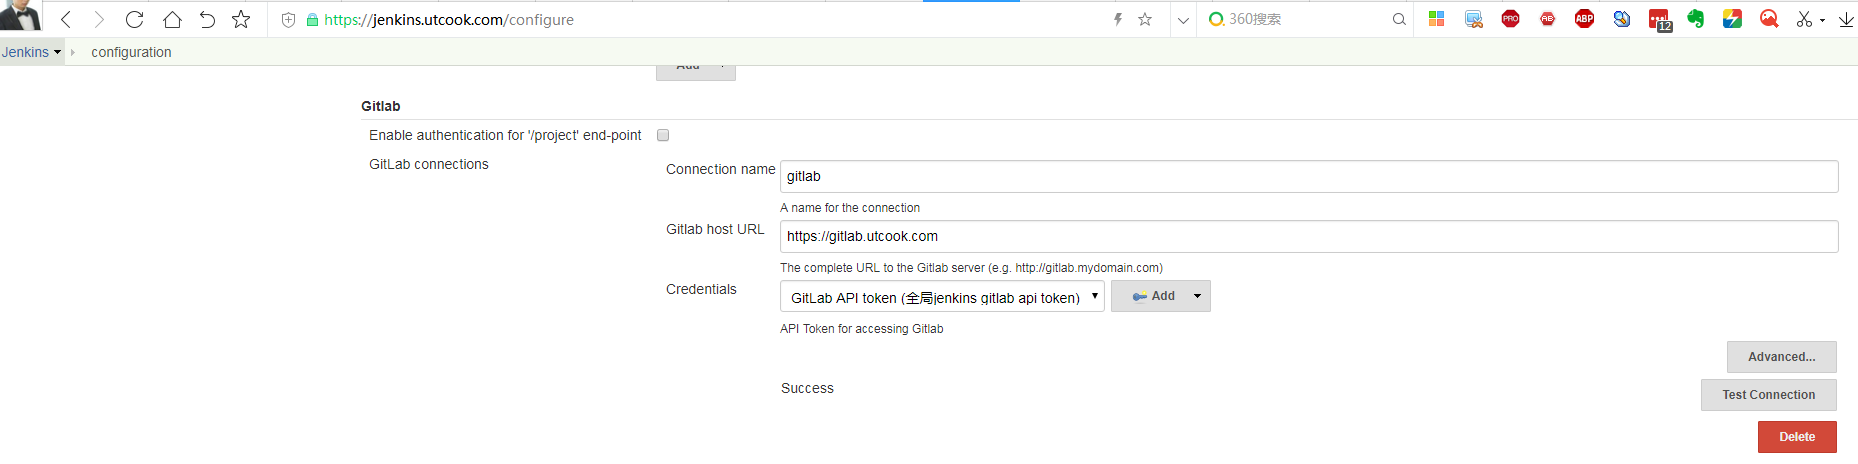 https://jenkins.utcook.com/configure
360搜索
PRO
AB
ABP
12
Jenkins
configuration
Add
Gitlab
Enable authentication for '/project' end-point
GitLab connections
Connection name
gitlab
A name for the connection
Gitlab host URL
https://gitlab.utcook.com
The complete URL to the Gitlab server (e.g. http://gitlab.mydomain.com)
Credentials
GitLab API token (全局jenkins gitlab api token)
Add
API Token for accessing Gitlab
Advanced...
Success
Test Connection
Delete